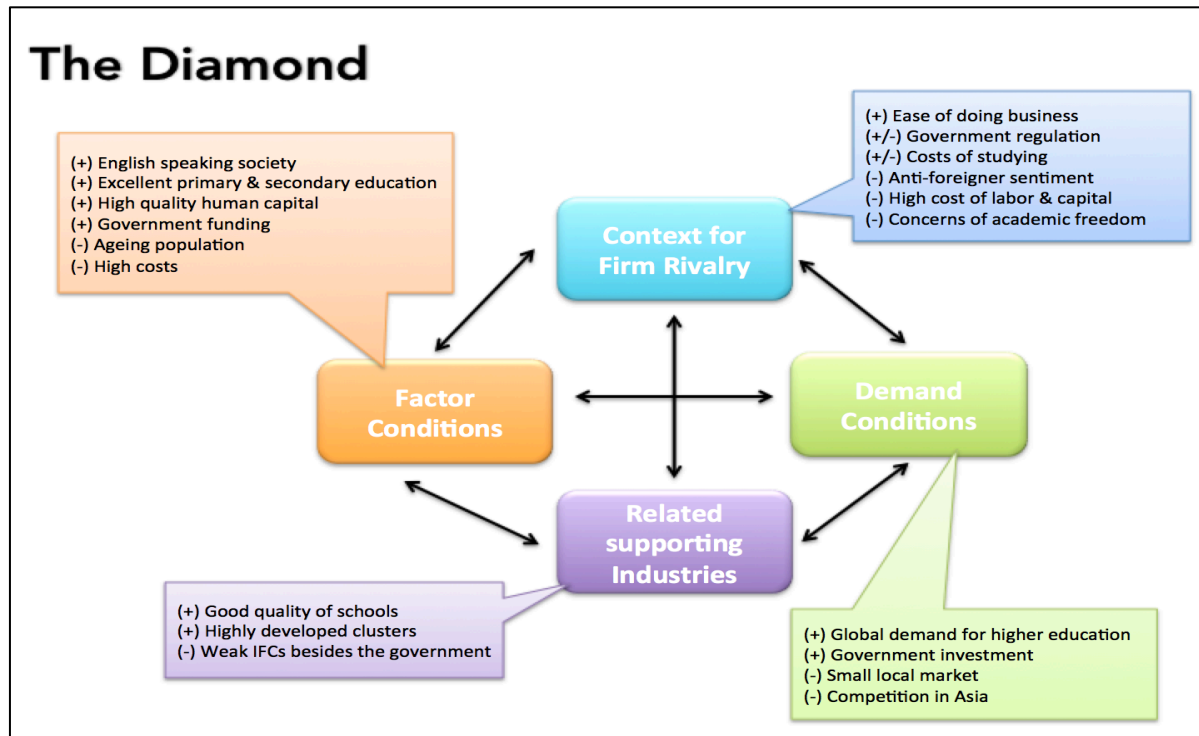 The Diamond
(+) English speaking society
(+) Excellent primary & secondary education
(+) High quality human capital
(+) Government funding
(-) Ageing population
(-) High costs
(+) Ease of doing business
(+/-) Government regulation
(+/-) Costs of studying
(-) Anti-foreigner sentiment
(-) High cost of labor & capital
(-) Concerns of academic freedom
Context for
Firm Rivalry
Factor
Conditions
Demand
Conditions
Related
supporting
Industries
(+) Good quality of schools
(+) Highly developed clusters
(-) Weak IFCs besides the government
(+) Global demand for higher education
(+) Government investment
(-) Small local market
(-) Competition in Asia